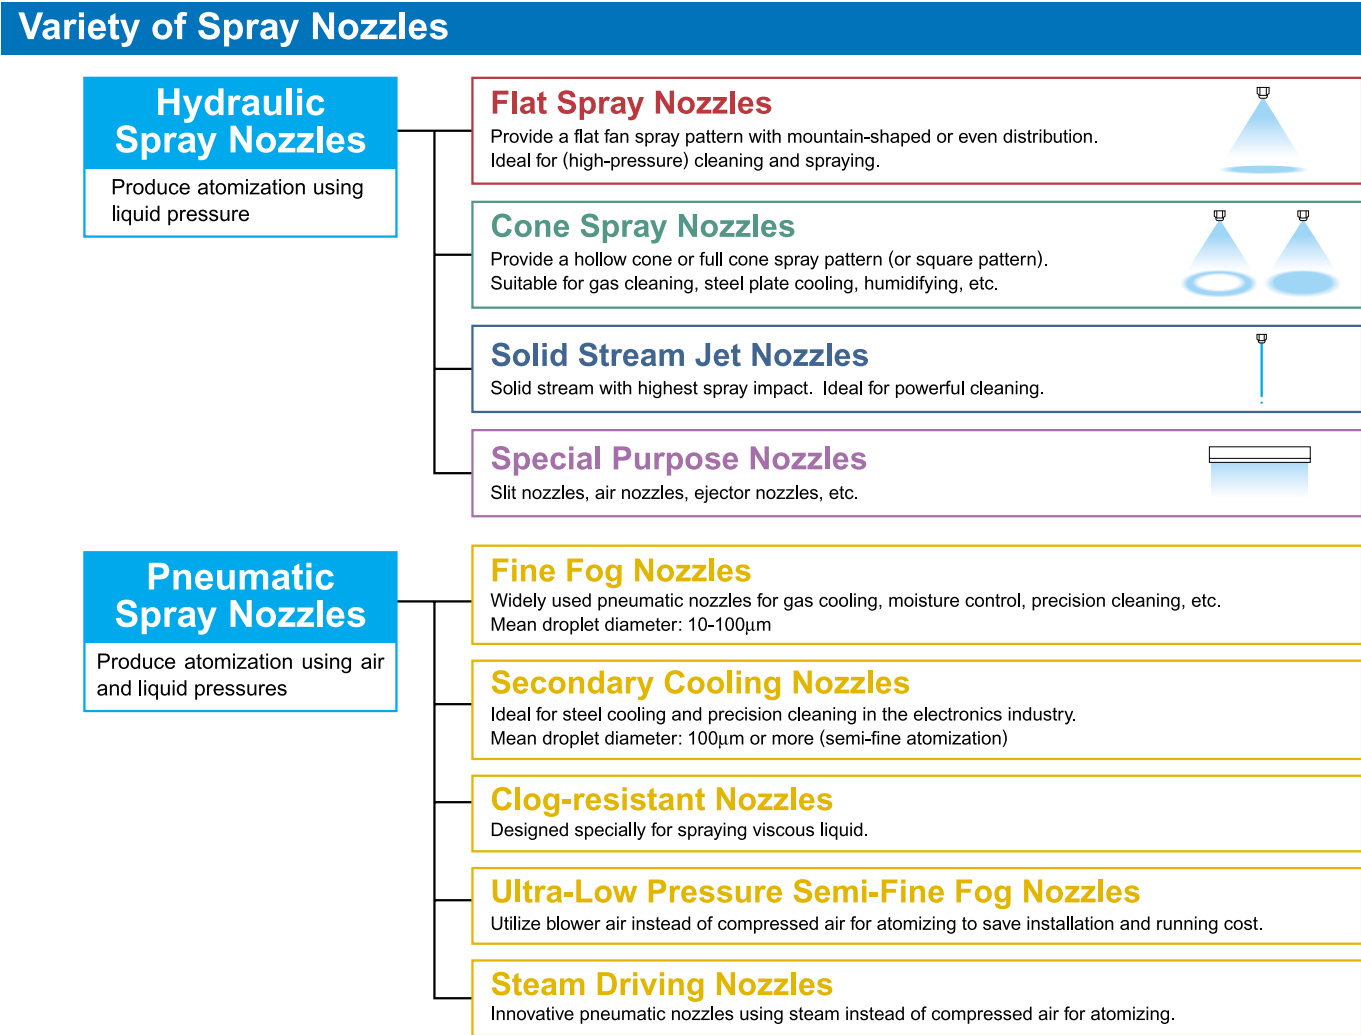 Variety of Spray Nozzles
Hydraulic
Spray Nozzles
Produce atomization using
liquid pressure
Flat Spray Nozzles
Provide a flat fan spray pattern with mountain-shaped or even distribution.
Ideal for (high-pressure) cleaning and spraying.
Cone Spray Nozzles
Provide a hollow cone or full cone spray pattern (or square pattern).
Suitable for gas cleaning, steel plate cooling, humidifying, etc.
Solid Stream Jet Nozzles
Solid stream with highest spray impact. Ideal for powerful cleaning.
Special Purpose Nozzles
Slit nozzles, air nozzles, ejector nozzles, etc.
Pneumatic
Spray Nozzles
Produce atomization using air
and liquid pressures
Fine Fog Nozzles
Widely used pneumatic nozzles for gas cooling, moisture control, precision cleaning, etc.
Mean droplet diameter: 10-100μm
Secondary Cooling Nozzles
Ideal for steel cooling and precision cleaning in the electronics industry.
Mean droplet diameter: 100μm or more (semi-fine atomization)
Clog-resistant Nozzles
Designed specially for spraying viscous liquid.
Ultra-Low Pressure Semi-Fine Fog Nozzles
Utilize blower air instead of compressed air for atomizing to save installation and running cost.
Steam Driving Nozzles
Innovative pneumatic nozzles using steam instead of compressed air for atomizing.